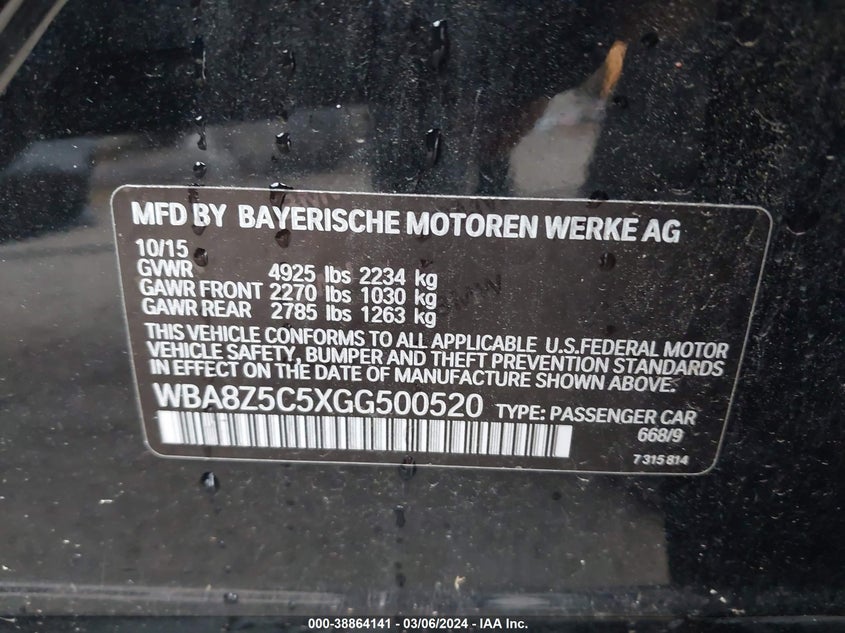 MFD BY BAYERISCHE MOTOREN WERKE AG
10/15
GVWR 4925 lbs 2234 kg
GAWR FRONT 2270 lbs 1030 kg
GAWR REAR 2785 lbs 1263 kg
THIS VEHICLE CONFORMS TO ALL APPLICABLE U.S.FEDERAL MOTOR
VEHICLE SAFETY, BUMPER AND THEFT PREVENTION STANDARDS
IN EFFECT ON THE DATE OF MANUFACTURE SHOWN ABOVE.
WBA8Z5C5XGG500520 TYPE: PASSENGER CAR
668/9
7 315 814
000-38864141 — 03/06/2024 — IAA Inc.